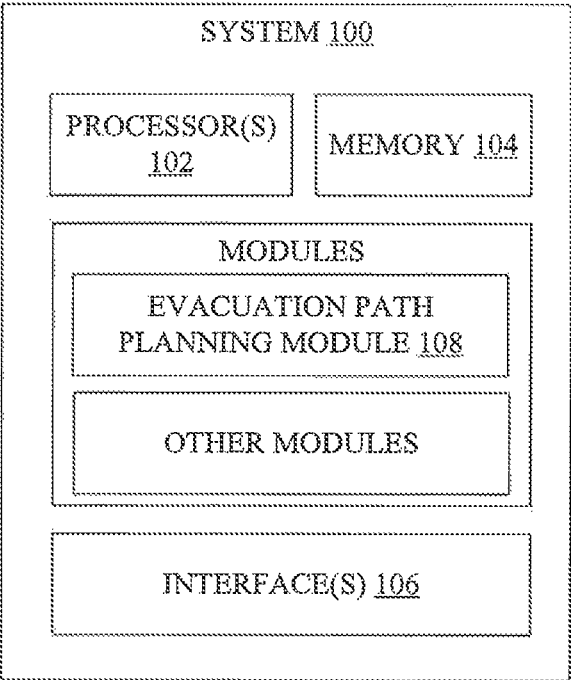 SYSTEM 100
PROCESSOR(S)
102
MEMORY 104
MODULES
EVACUATION PATH
PLANNING MODULE 108
OTHER MODULES
INTERFACE(S) 106